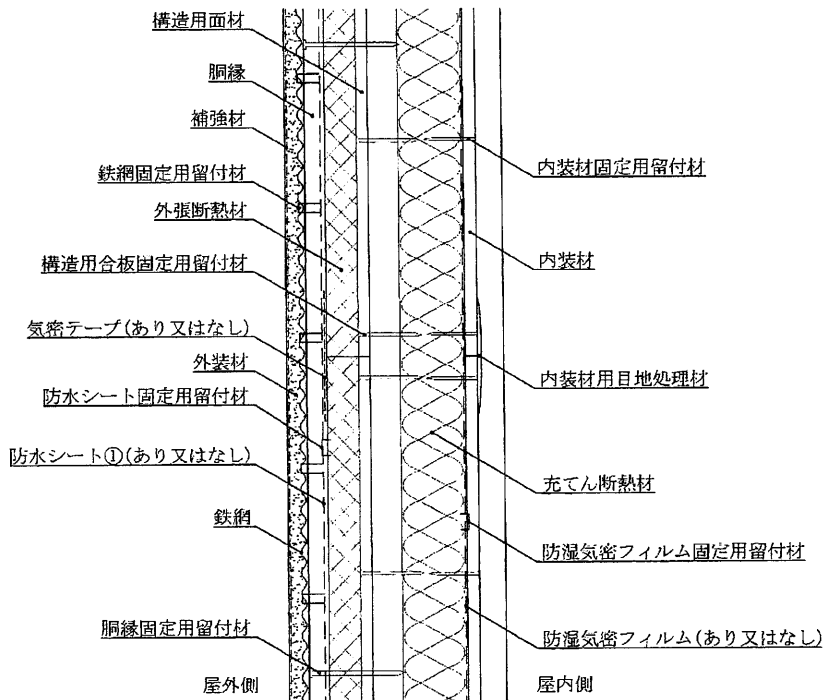 構造用面材
胴縁
補強材
鉄網固定用留付材
外張断熱材
構造用合板固定用留付材
気密テープ(あり又はなし)
外装材
防水シート固定用留付材
防水シート①(あり又はなし)
鉄網
胴縁固定用留付材
屋外側
内装材固定用留付材
内装材
内装材用目地処理材
充てん断熱材
防湿気密フィルム固定用留付材
防湿気密フィルム(あり又はなし)
屋内側